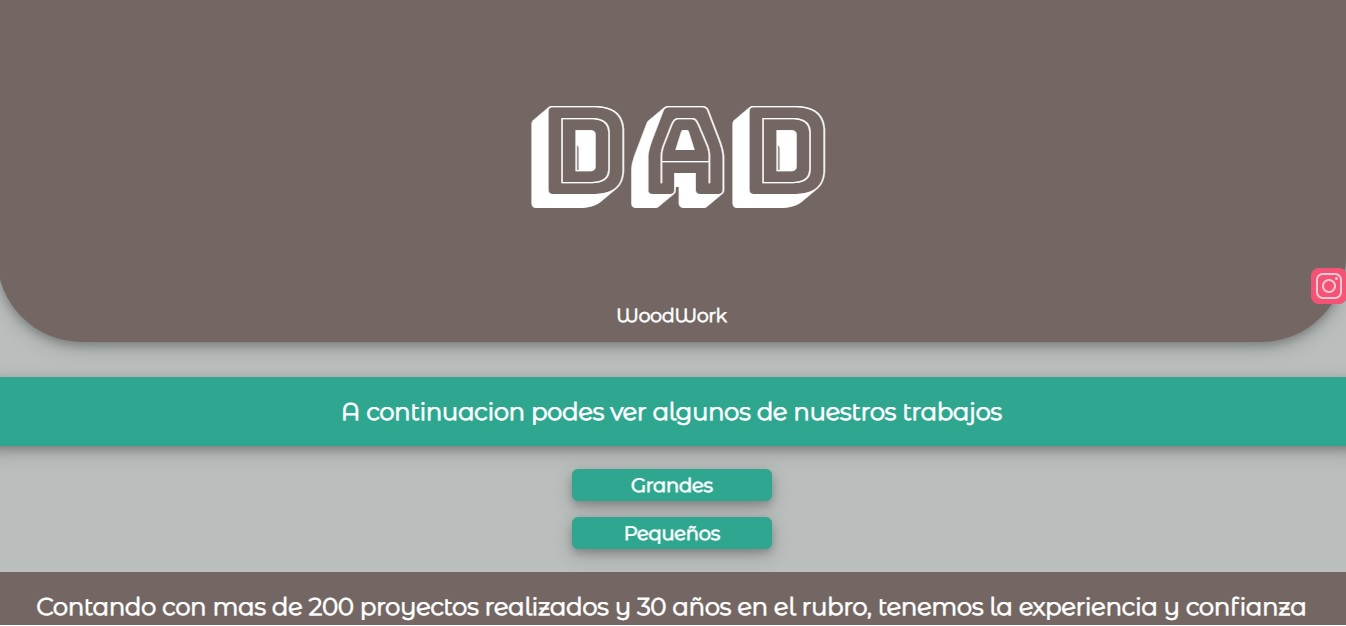 DAD
WoodWork
A continuacion podes ver algunos de nuestros trabajos
Grandes
Pequeños
Contando con mas de 200 proyectos realizados y 30 años en el rubro, tenemos la experiencia y confianza